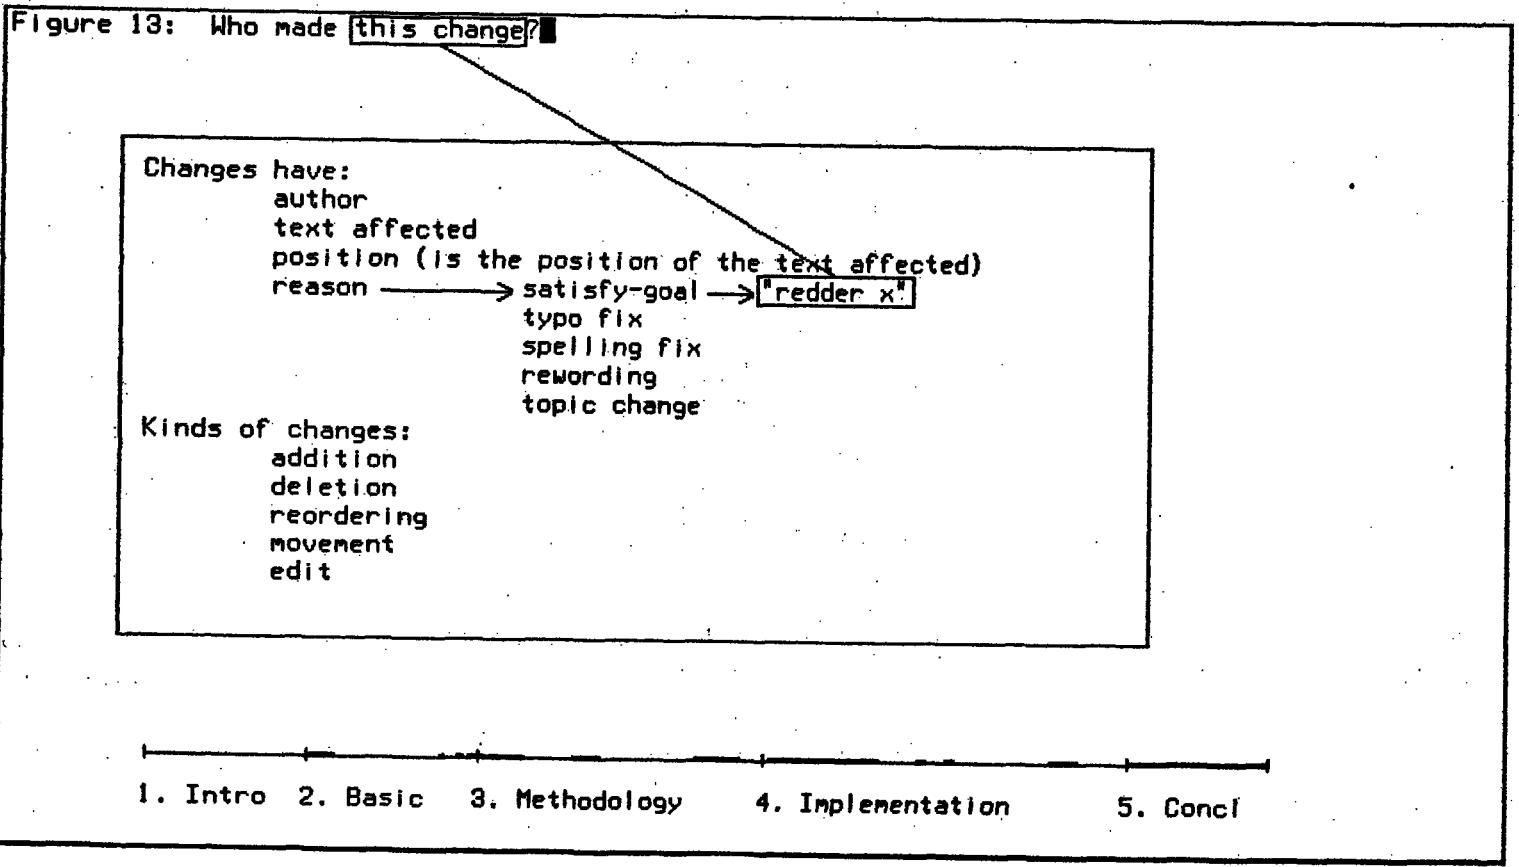 Figure 13: Who made this change?
Changes have:
author
text affected
position (is the position of the text affected)
reason satisfy-goal "redder x"
typo fix
spelling fix
rewording
topic change
Kinds of changes:
addition
deletion
reordering
movement
edit
1. Intro 2. Basic 3. Methodology 4. Implementation 5. Concl